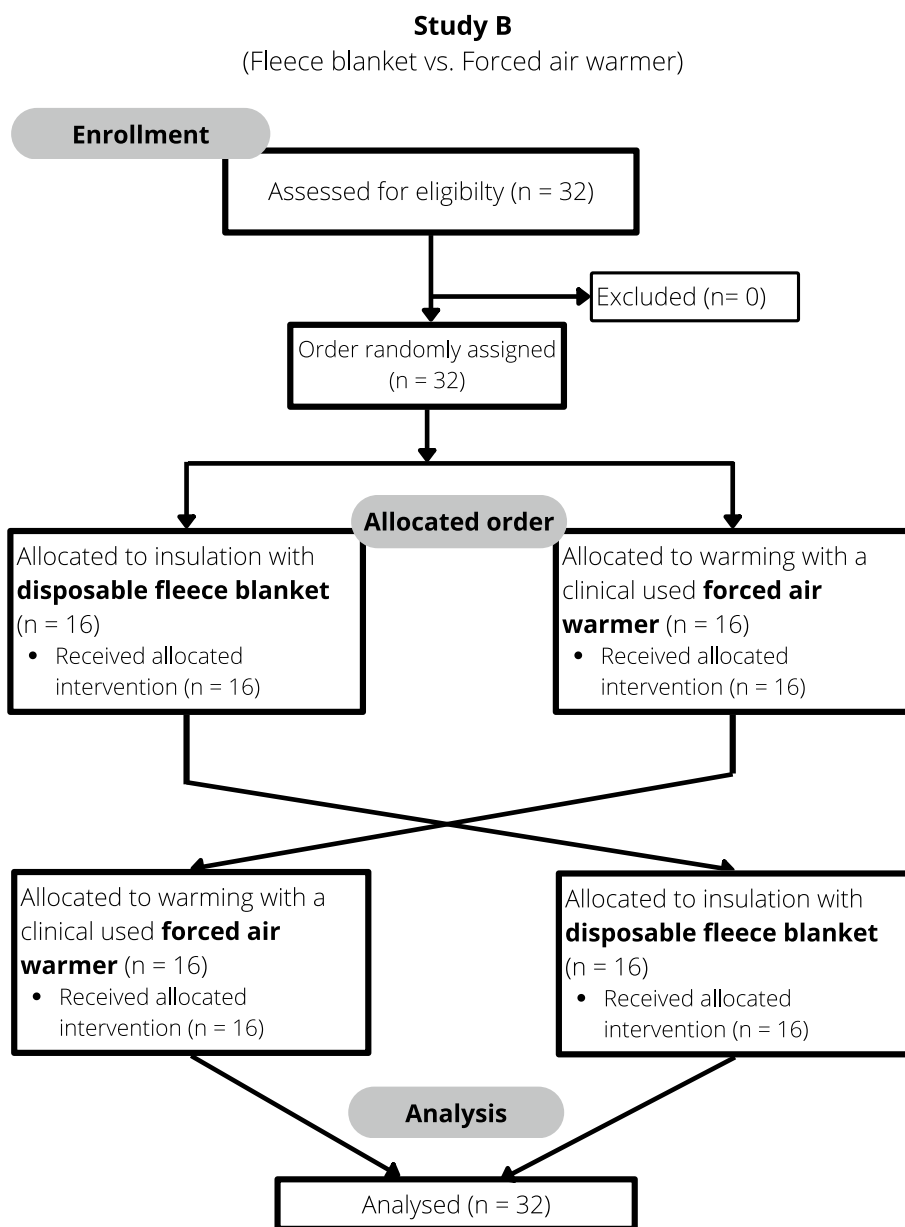 Study B
(Fleece blanket vs. Forced air warmer)
Enrollment
Assessed for eligibilty (n = 32)
Excluded (n= 0)
Order randomly assigned
(n = 32)
Allocated order
Allocated to insulation with
disposable fleece blanket
(n = 16)
• Received allocated
intervention (n = 16)
Allocated to warming with a
clinical used forced air
warmer (n = 16)
• Received allocated
intervention (n = 16)
Allocated to warming with a
clinical used forced air
warmer (n = 16)
• Received allocated
intervention (n = 16)
Allocated to insulation with
disposable fleece blanket
(n = 16)
• Received allocated
intervention (n = 16)
Analysis
Analysed (n = 32)